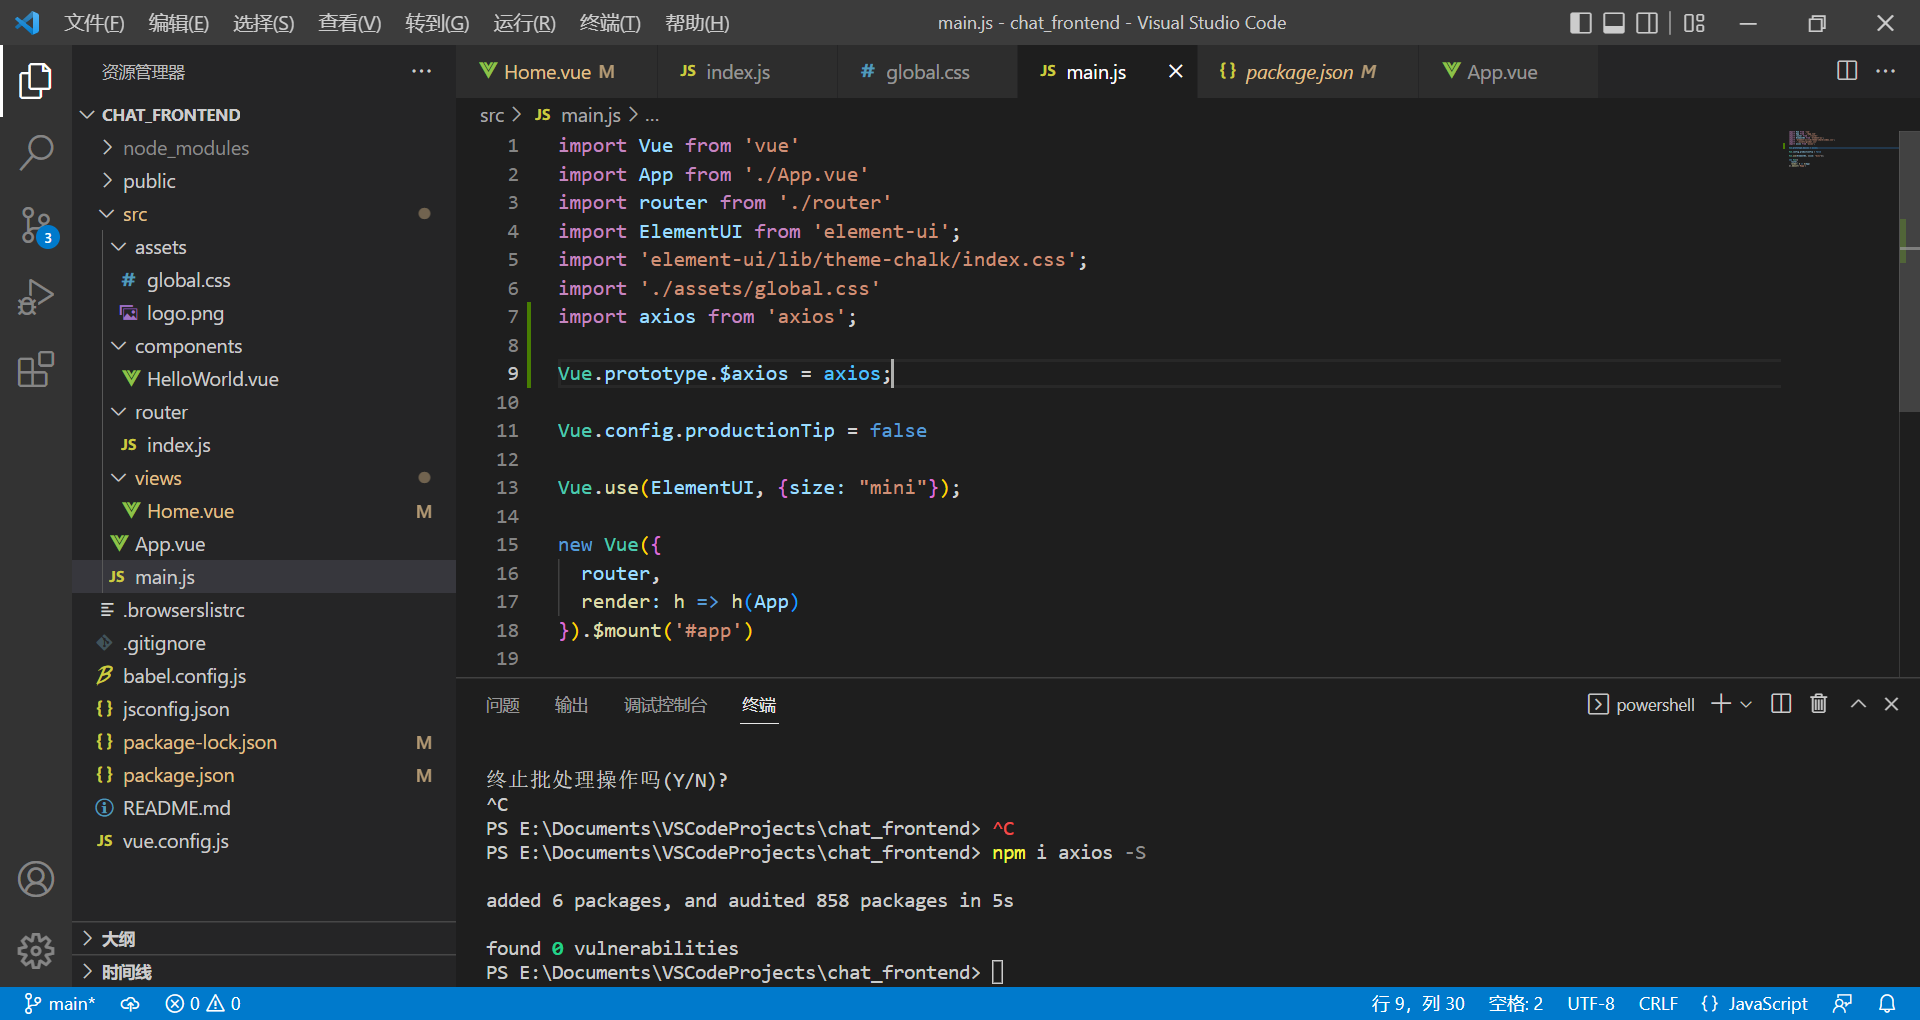 文件(F) 编辑(E) 选择(S) 查看(V) 转到(G) 运行(R) 终端(T) 帮助(H) main.js - chat_frontend - Visual Studio Code
资源管理器
CHAT_FRONTEND
node_modules
public
src
assets
# global.css
logo.png
components
HelloWorld.vue
router
JS index.js
views
Home.vue M
App.vue
JS main.js
.browserslistrc
.gitignore
babel.config.js
{} jsconfig.json
{} package-lock.json M
{} package.json M
README.md
JS vue.config.js
大纲
时间线
3
Home.vue M JS index.js # global.css JS main.js {} package.json M App.vue
src > JS main.js > ...
1 import Vue from 'vue'
2 import App from './App.vue'
3 import router from './router'
4 import ElementUI from 'element-ui';
5 import 'element-ui/lib/theme-chalk/index.css';
6 import './assets/global.css'
7 import axios from 'axios';
8
9 Vue.prototype.$axios = axios;
10
11 Vue.config.productionTip = false
12
13 Vue.use(ElementUI, {size: "mini"});
14
15 new Vue({
16 router,
17 render: h => h(App)
18 }).$mount('#app')
19
问题 输出 调试控制台 终端 powershell
终止批处理操作吗(Y/N)?
^C
PS E:\Documents\VSCodeProjects\chat_frontend> ^C
PS E:\Documents\VSCodeProjects\chat_frontend> npm i axios -S
added 6 packages, and audited 858 packages in 5s
found 0 vulnerabilities
PS E:\Documents\VSCodeProjects\chat_frontend>
main* 0 0 行 9，列 30 空格: 2 UTF-8 CRLF {} JavaScript